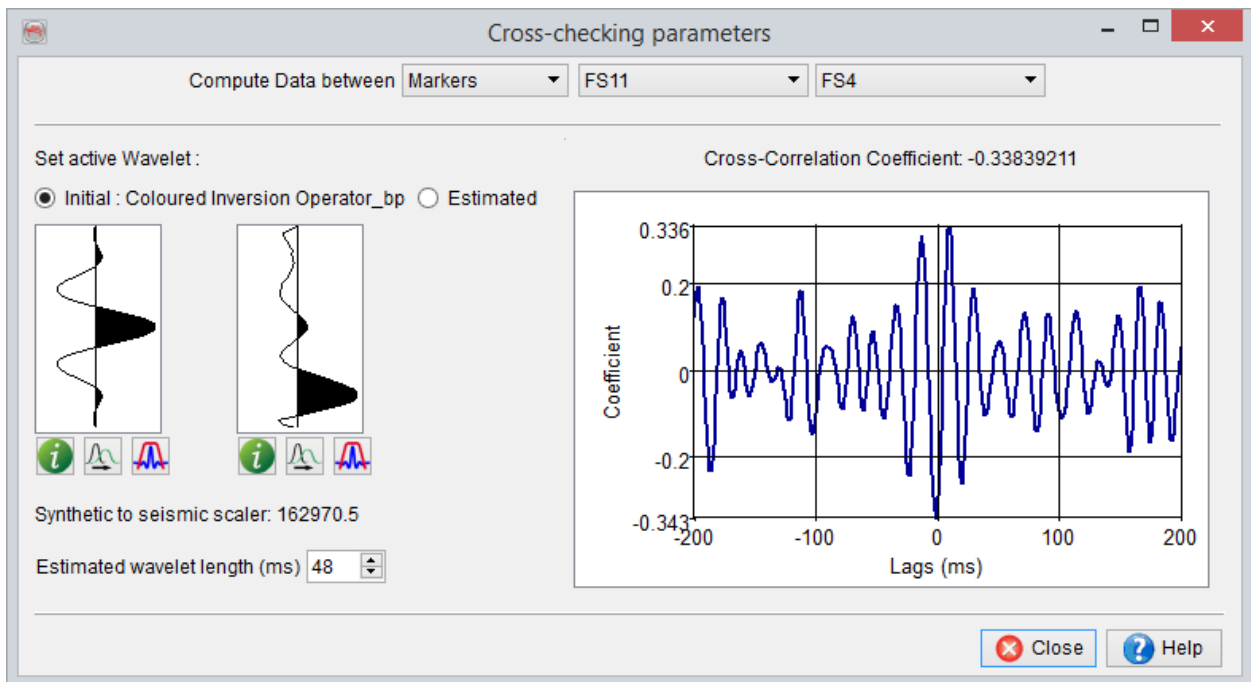 Cross-checking parameters
Compute Data between Markers FS11 FS4
Set active Wavelet :
Initial : Coloured Inversion Operator_bp Estimated
Synthetic to seismic scaler: 162970.5
Estimated wavelet length (ms) 48
Cross-Correlation Coefficient: -0.33839211
Coefficient
0.336
0.2
0
-0.2
-0.343
-200 -100 0 100 200
Lags (ms)
Close Help